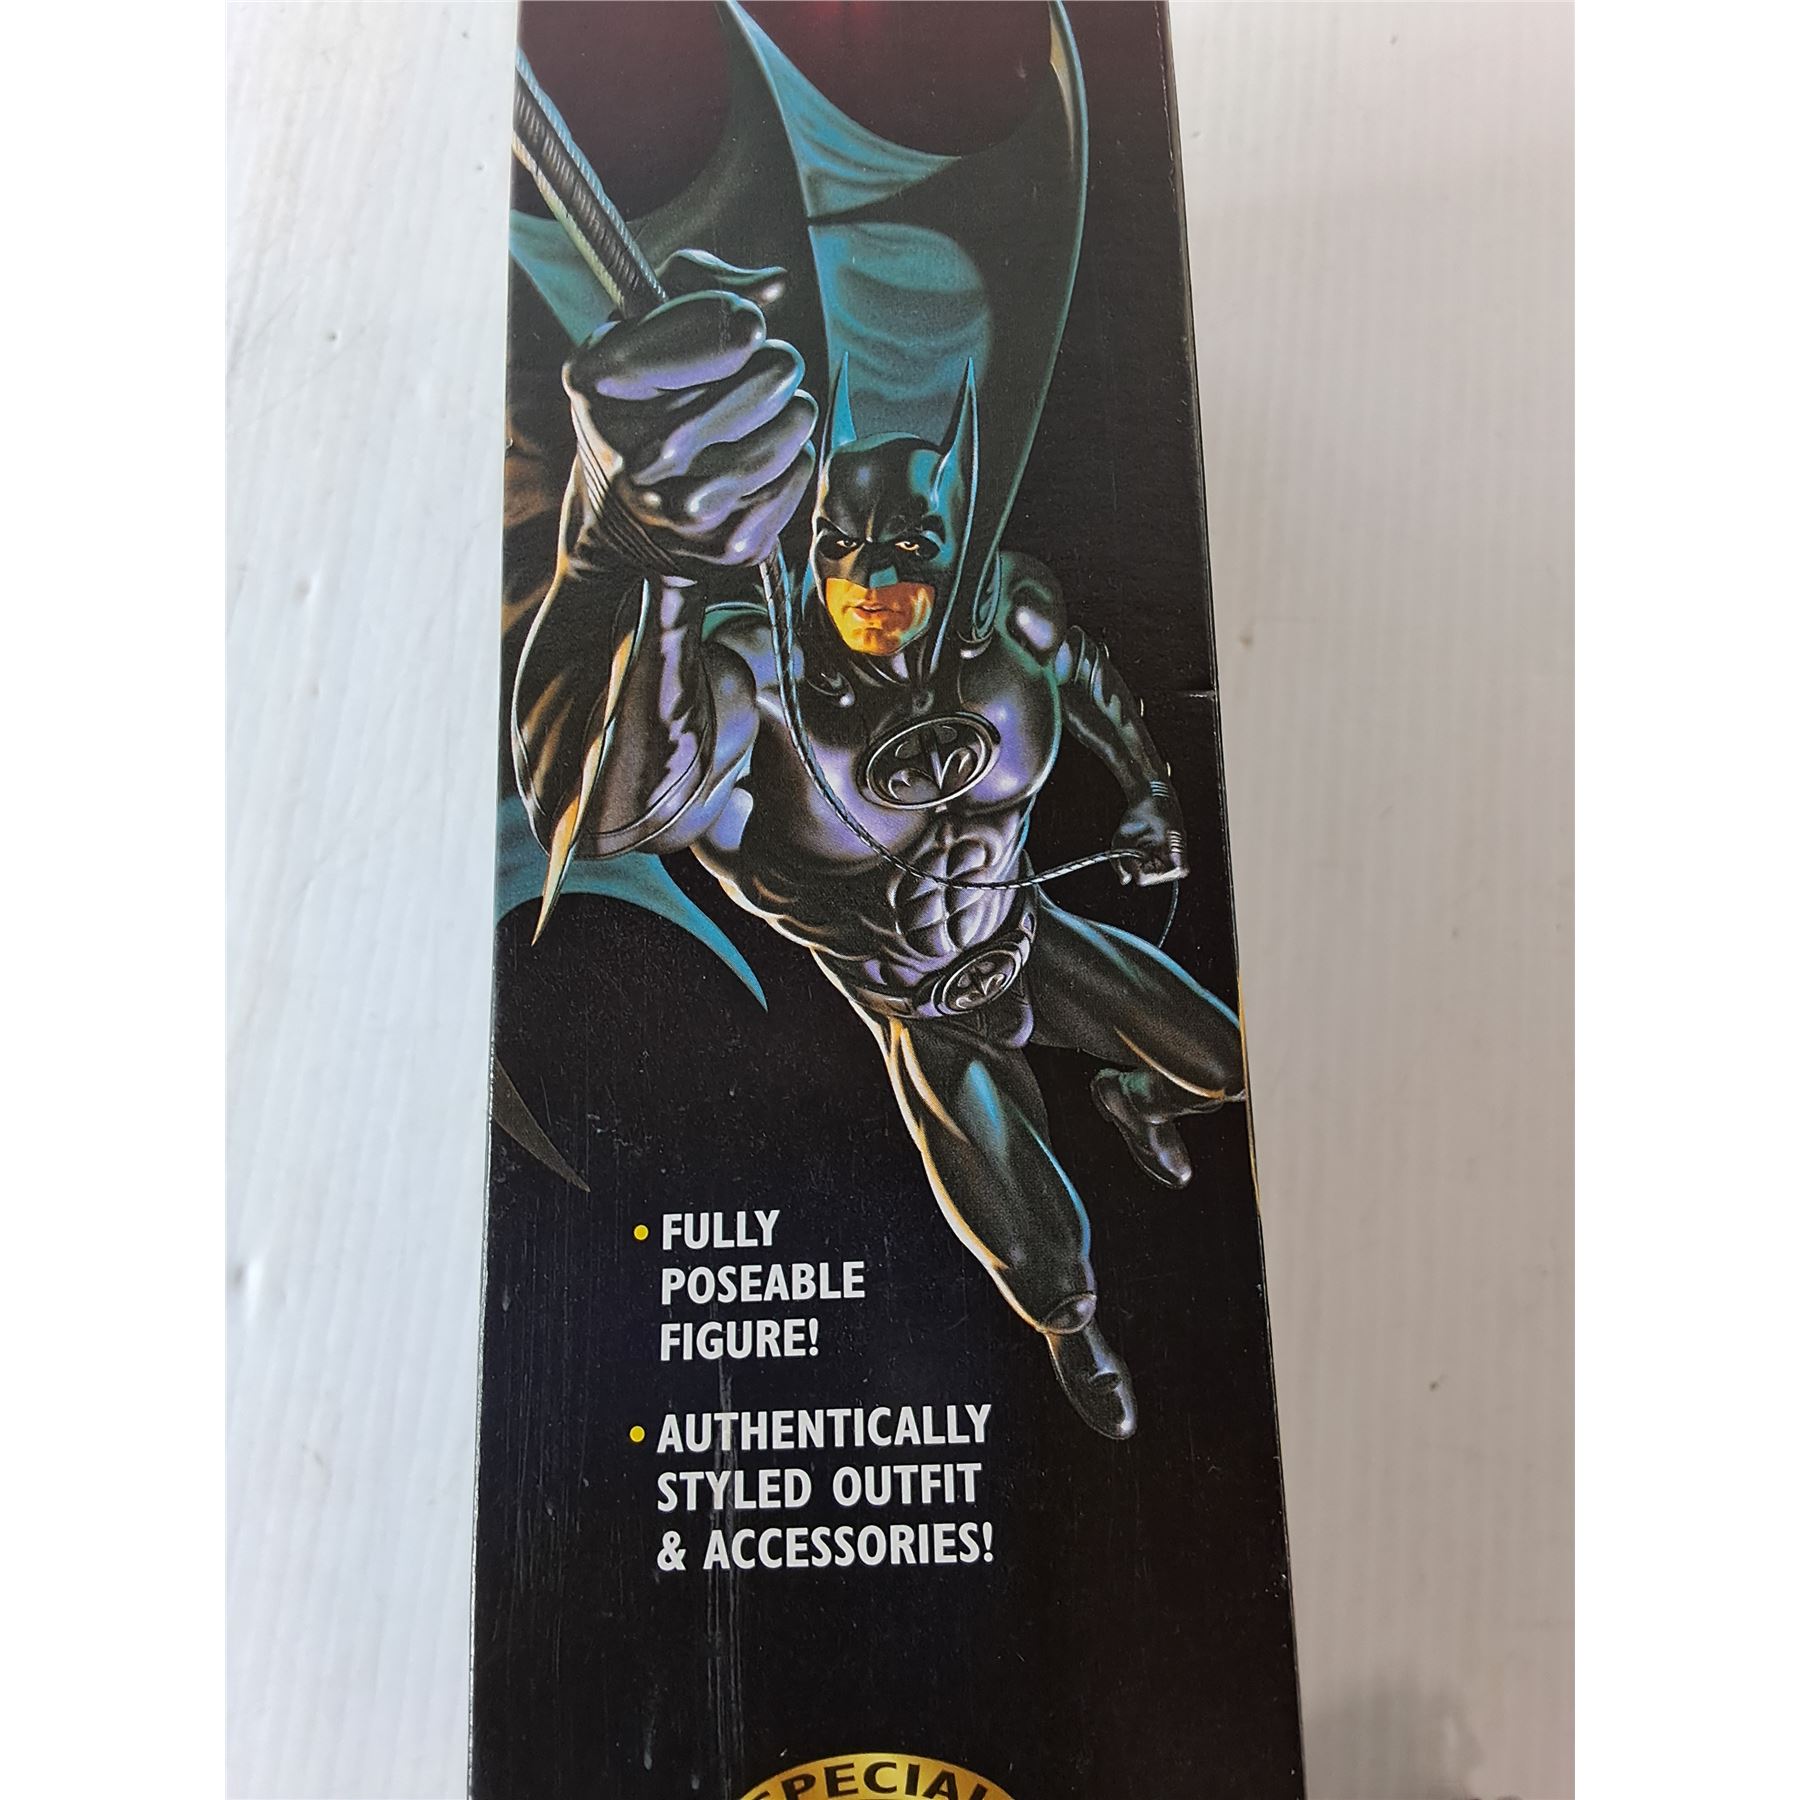 • FULLY
POSEABLE
FIGURE!
• AUTHENTICALLY
STYLED OUTFIT
& ACCESSORIES!
SPECIAL